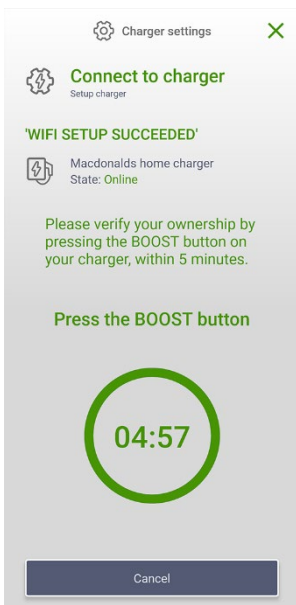 Charger settings
Connect to charger
Setup charger
'WIFI SETUP SUCCEEDED'
Macdonalds home charger
State: Online
Please verify your ownership by
pressing the BOOST button on
your charger, within 5 minutes.
Press the BOOST button
04:57
Cancel